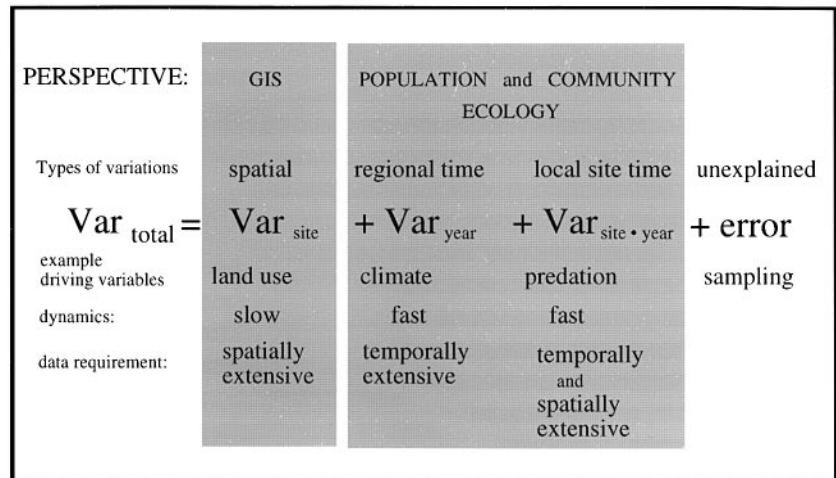 PERSPECTIVE: GIS POPULATION and COMMUNITY
ECOLOGY
Types of variations spatial regional time local site time unexplained
Var total = Var site + Var year + Var site • year + error
example
driving variables land use climate predation sampling
dynamics: slow fast fast
data requirement: spatially extensive temporally extensive temporally
and
spatially
extensive